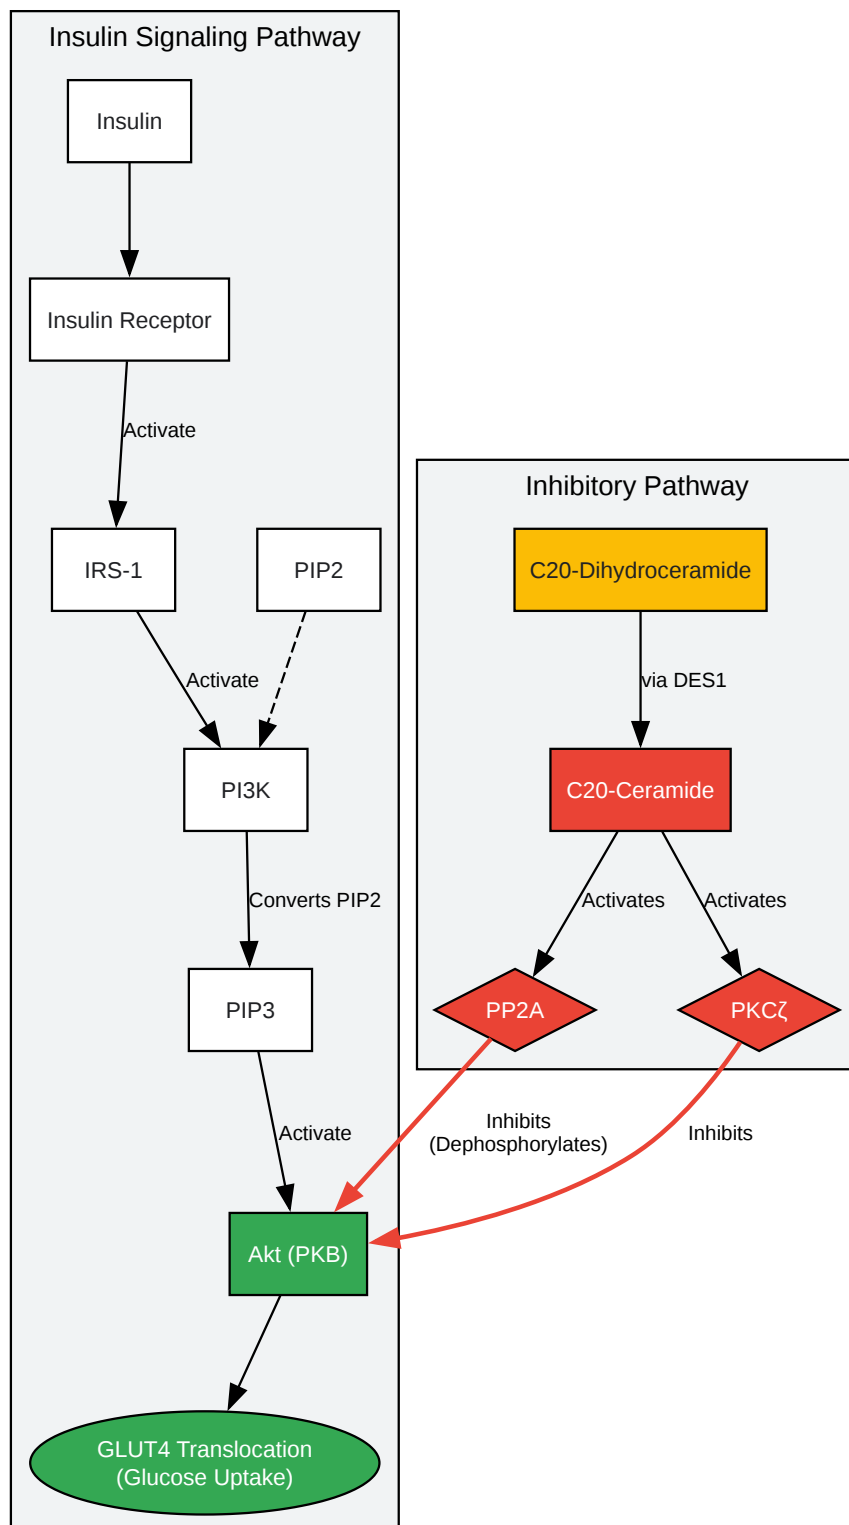 Insulin Signaling Pathway
Insulin
Insulin Receptor
Activate
IRS-1
PIP2
Activate
PI3K
Converts PIP2
PIP3
Activate
Akt (PKB)
GLUT4 Translocation
(Glucose Uptake)
Inhibitory Pathway
C20-Dihydroceramide
via DES1
C20-Ceramide
Activates
Activates
PP2A
PKCζ
Inhibits
(Dephosphorylates)
Inhibits